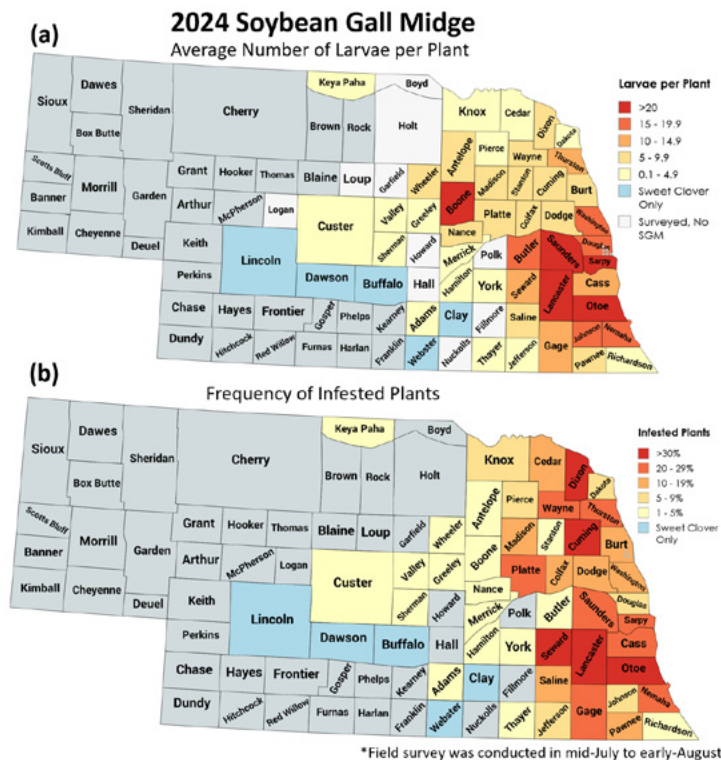 2024 Soybean Gall Midge
(a)
Average Number of Larvae per Plant
Sioux
Dawes
Box Butte
Sheridan
Cherry
Keya Paha
Boyd
Brown
Rock
Holt
Knox
Cedar
Dixon
Dakota
Antelope
Pierce
Wayne
Thurston
Scotts Bluff
Banner
Kimball
Morrill
Cheyenne
Garden
Deuel
Grant
Hooker
Thomas
Blaine
Loup
Garfield
Wheeler
Boone
Madison
Stanton
Cuming
Burt
Arthur
McPherson
Logan
Custer
Valley
Greeley
Nance
Platte
Colfax
Dodge
Washington
Keith
Lincoln
Sherman
Howard
Merrick
Polk
Butler
Saunders
Douglas
Sarpy
Perkins
Dawson
Buffalo
Hall
Hamilton
York
Seward
Lancaster
Cass
Otoe
Chase
Hayes
Frontier
Gosper
Phelps
Kearney
Adams
Clay
Fillmore
Saline
Gage
Johnson
Nemaha
Dundy
Hitchcock
Red Willow
Furnas
Harlan
Franklin
Webster
Nuckolls
Thayer
Jefferson
Pawnee
Richardson
Larvae per Plant
>20
15 - 19.9
10 - 14.9
5 - 9.9
0.1 - 4.9
Sweet Clover
Only
Surveyed, No
SGM
(b)
Frequency of Infested Plants
Sioux
Dawes
Box Butte
Sheridan
Cherry
Keya Paha
Boyd
Brown
Rock
Holt
Knox
Cedar
Dixon
Dakota
Antelope
Pierce
Wayne
Thurston
Scotts Bluff
Banner
Kimball
Morrill
Cheyenne
Garden
Deuel
Grant
Hooker
Thomas
Blaine
Loup
Garfield
Wheeler
Boone
Madison
Stanton
Cuming
Burt
Arthur
McPherson
Logan
Custer
Valley
Greeley
Nance
Platte
Colfax
Dodge
Washington
Keith
Lincoln
Sherman
Howard
Merrick
Polk
Butler
Saunders
Douglas
Sarpy
Perkins
Dawson
Buffalo
Hall
Hamilton
York
Seward
Lancaster
Cass
Otoe
Chase
Hayes
Frontier
Gosper
Phelps
Kearney
Adams
Clay
Fillmore
Saline
Gage
Johnson
Nemaha
Dundy
Hitchcock
Red Willow
Furnas
Harlan
Franklin
Webster
Nuckolls
Thayer
Jefferson
Pawnee
Richardson
Infested Plants
>30%
20 - 29%
10 - 19%
5 - 9%
1 - 5%
Sweet Clover
Only
*Field survey was conducted in mid-July to early-August